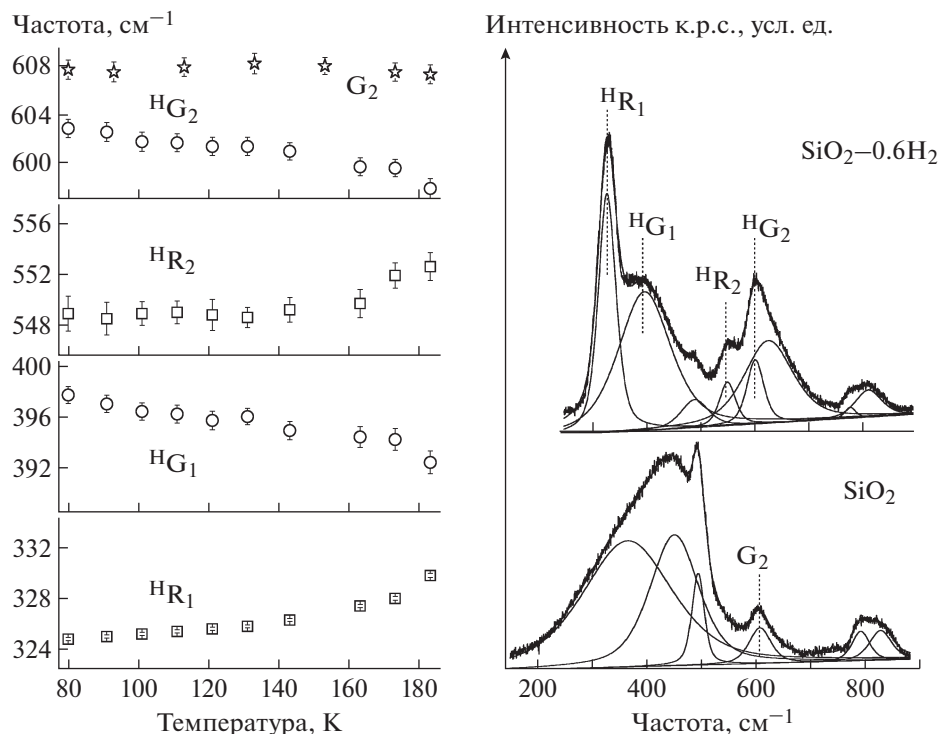 Частота, см⁻¹
608
604
600
G₂
ᴴG₂
556
552
548
ᴴR₂
400
396
392
ᴴG₁
332
328
324
ᴴR₁
80 100 120 140 160 180
Температура, K
Интенсивность к.р.с., усл. ед.
ᴴR₁
SiO₂–0.6H₂
ᴴG₁
ᴴG₂
ᴴR₂
SiO₂
G₂
200 400 600 800
Частота, см⁻¹